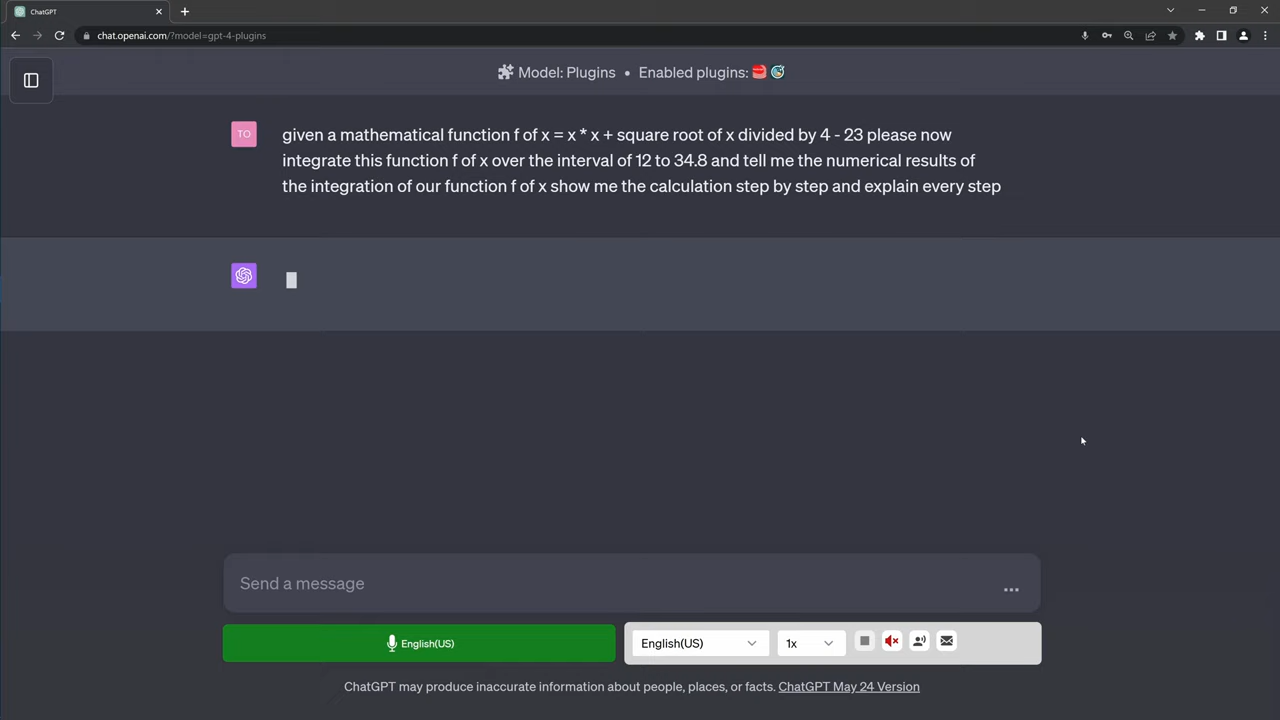 ChatGPT
chat.openai.com/?model=gpt-4-plugins
Model: Plugins • Enabled plugins:
TO
given a mathematical function f of x = x * x + square root of x divided by 4 - 23 please now
integrate this function f of x over the interval of 12 to 34.8 and tell me the numerical results of
the integration of our function f of x show me the calculation step by step and explain every step
Send a message
English(US)
English(US)
1x
ChatGPT may produce inaccurate information about people, places, or facts. ChatGPT May 24 Version